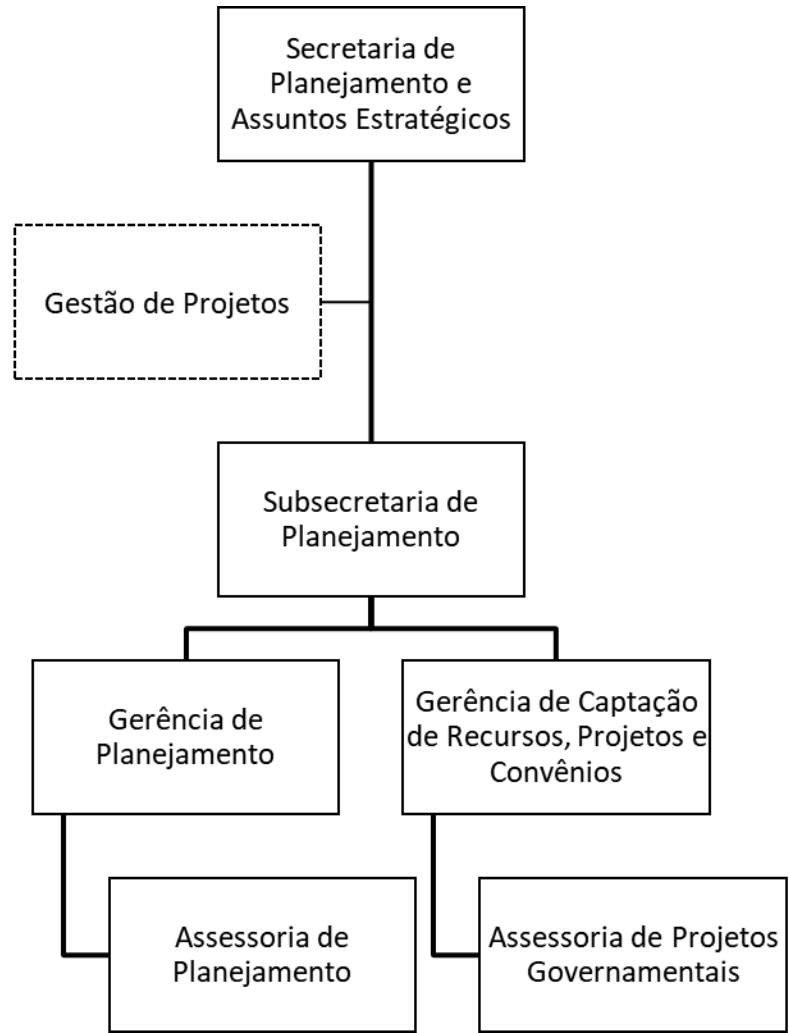 Secretaria de
Planejamento e
Assuntos Estratégicos
Gestão de Projetos
Subsecretaria de
Planejamento
Gerência de
Planejamento
Gerência de Captação
de Recursos, Projetos e
Convênios
Assessoria de
Planejamento
Assessoria de Projetos
Governamentais